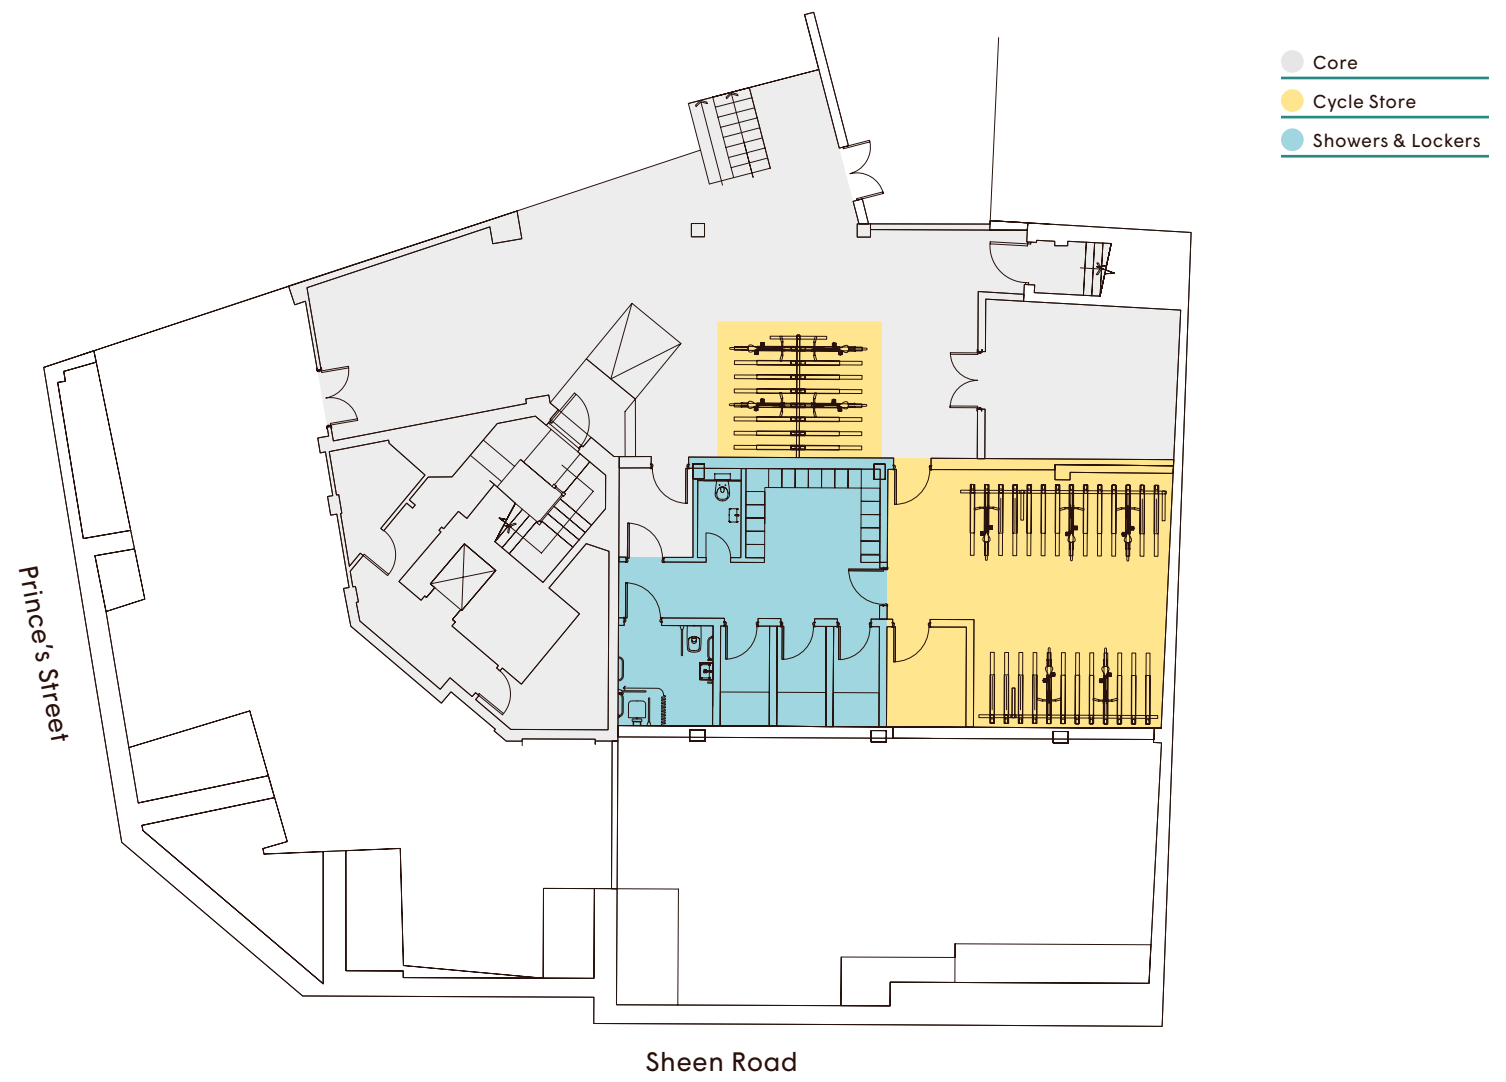 Core
Cycle Store
Showers & Lockers
Prince's Street
Sheen Road